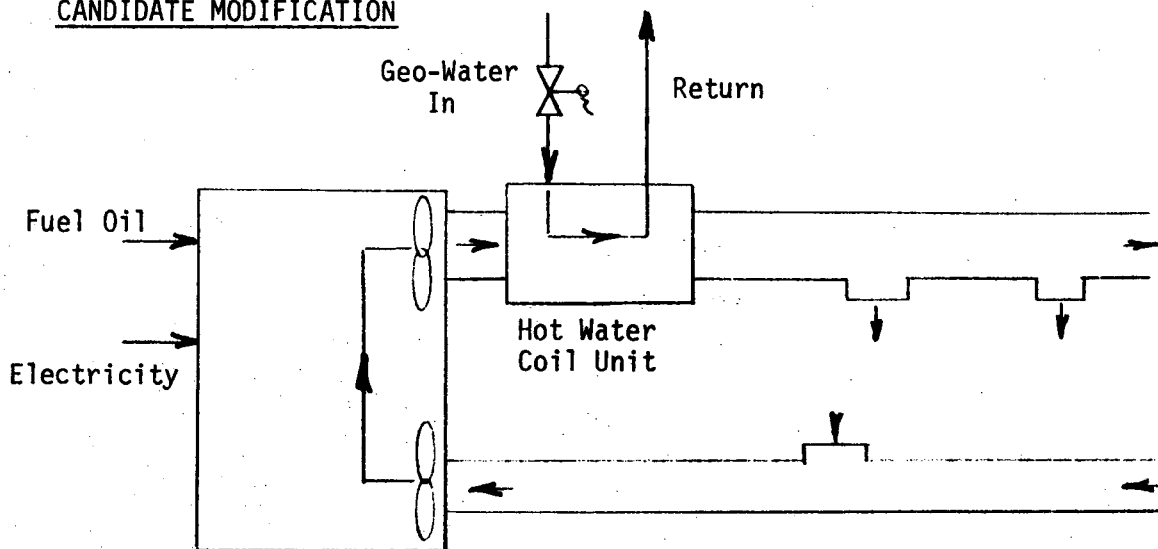 CANDIDATE MODIFICATION
Geo-Water
In
Return
Fuel Oil
Electricity
Hot Water
Coil Unit